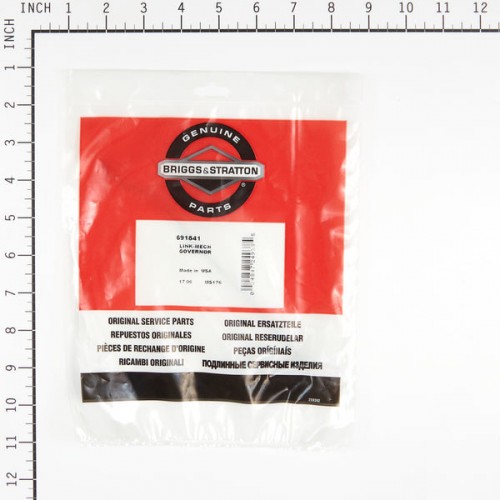 INCH 1 2 3 4 5 6 7 8 9 10 11 12
INCH
1
2
3
4
5
6
7
8
9
10
11
12
GENUINE
BRIGGS&STRATTON
PARTS
691841
LINK-MECH
GOVERNOR
Made in USA
ORIGINAL SERVICE PARTS
REPUESTOS ORIGINALES
PIÈCES DE RECHANGE D'ORIGINE
RICAMBI ORIGINALI
ORIGINAL ERSATZTEILE
ORIGINAL RESERUDELAR
PEÇAS ORIGINAIS
ПОДЛИННЫЕ СЕРВИСНЫЕ ИЗДЕЛИЯ